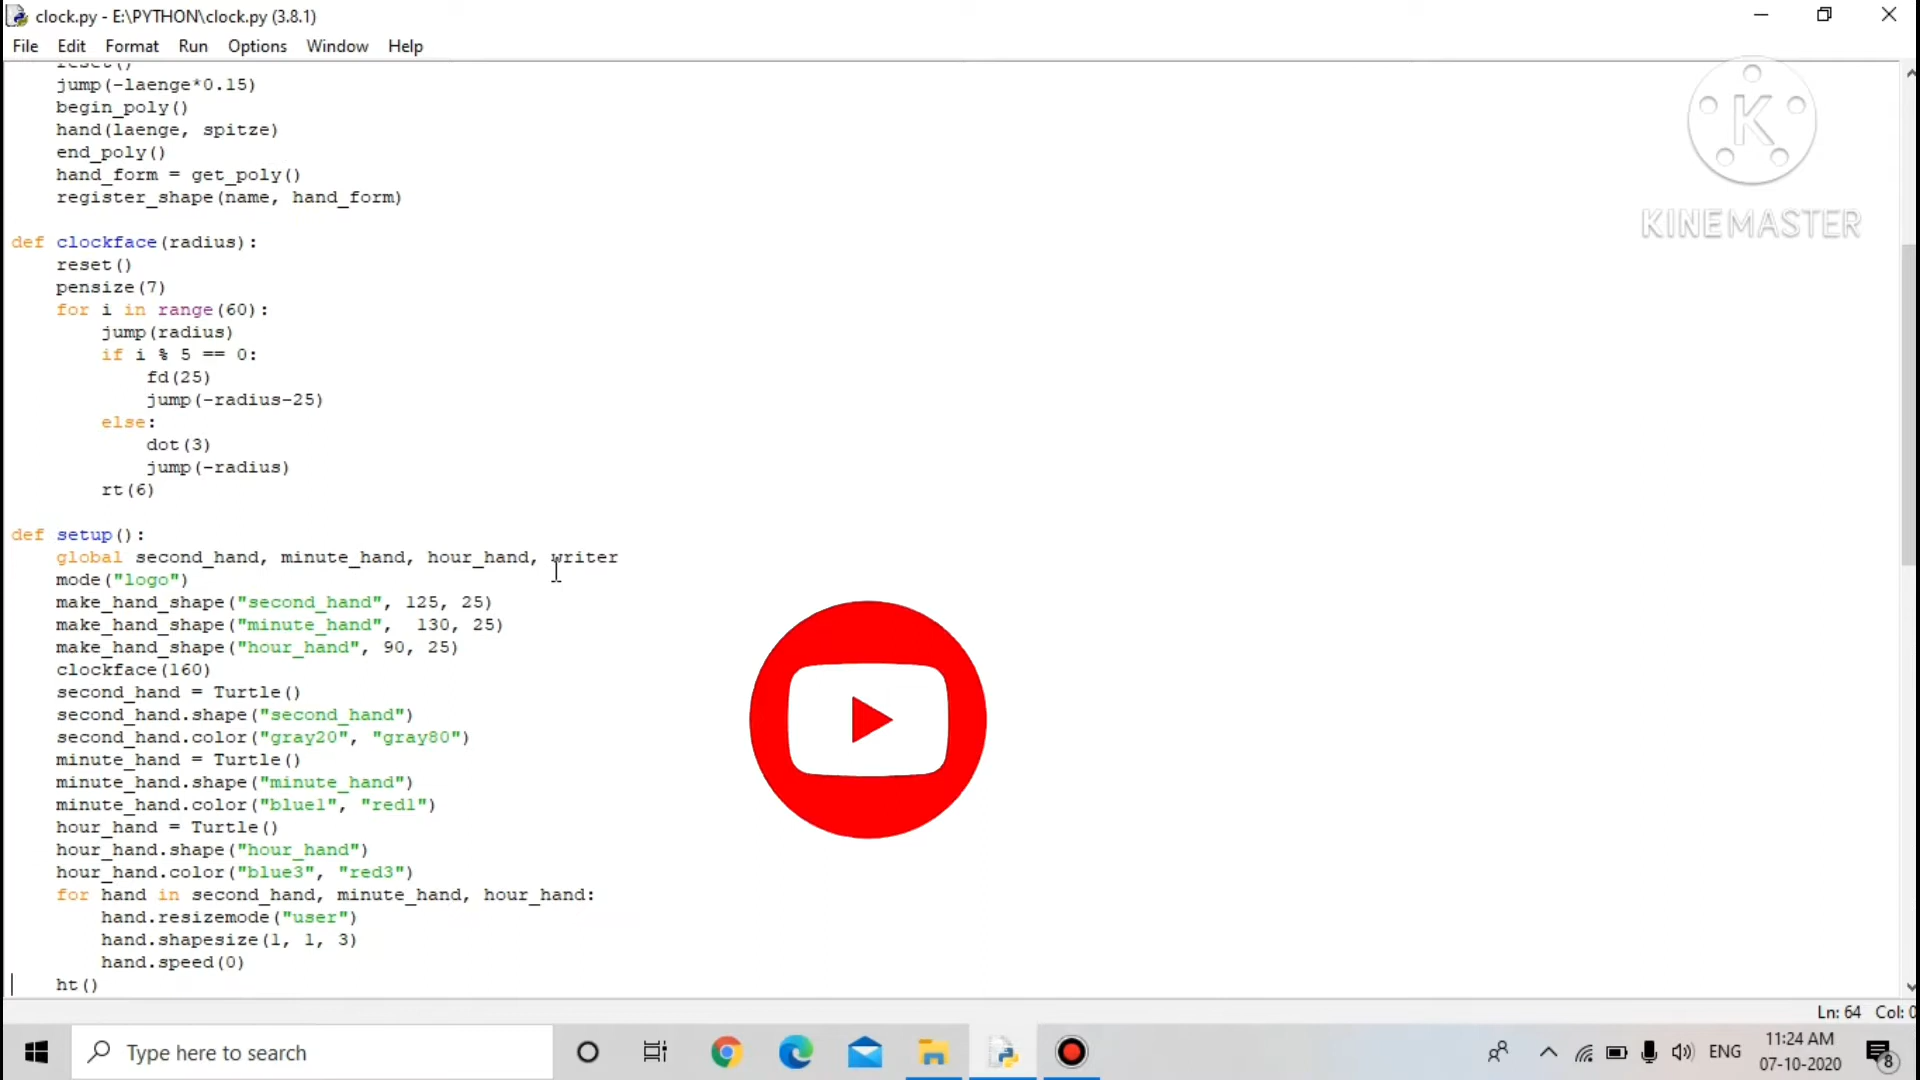 clock.py - E:\PYTHON\clock.py (3.8.1)
File Edit Format Run Options Window Help
reset()
    jump(-laenge*0.15)
    begin_poly()
    hand(laenge, spitze)
    end_poly()
    hand_form = get_poly()
    register_shape(name, hand_form)
def clockface(radius):
    reset()
    pensize(7)
    for i in range(60):
        jump(radius)
        if i % 5 == 0:
            fd(25)
            jump(-radius-25)
        else:
            dot(3)
            jump(-radius)
        rt(6)
def setup():
    global second_hand, minute_hand, hour_hand, writer
    mode("logo")
    make_hand_shape("second_hand", 125, 25)
    make_hand_shape("minute_hand",  130, 25)
    make_hand_shape("hour_hand", 90, 25)
    clockface(160)
    second_hand = Turtle()
    second_hand.shape("second_hand")
    second_hand.color("gray20", "gray80")
    minute_hand = Turtle()
    minute_hand.shape("minute_hand")
    minute_hand.color("blue1", "red1")
    hour_hand = Turtle()
    hour_hand.shape("hour_hand")
    hour_hand.color("blue3", "red3")
    for hand in second_hand, minute_hand, hour_hand:
        hand.resizemode("user")
        hand.shapesize(1, 1, 3)
        hand.speed(0)
    ht()
K
KINEMASTER
Ln: 64 Col: 0
Type here to search
ENG
11:24 AM
07-10-2020
8